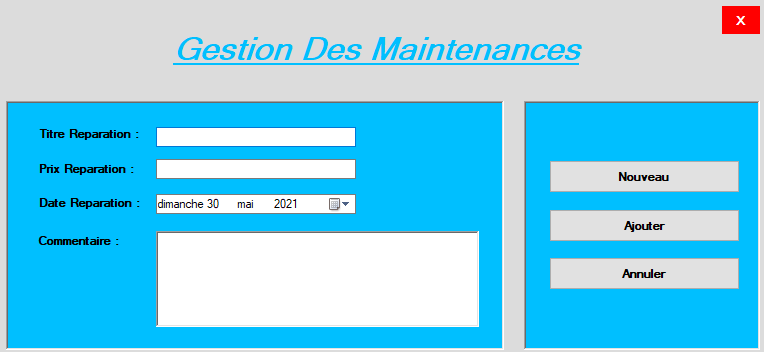 X
Gestion Des Maintenances
Titre Reparation :
Prix Reparation :
Date Reparation : dimanche 30 mai 2021
Commentaire :
Nouveau
Ajouter
Annuler